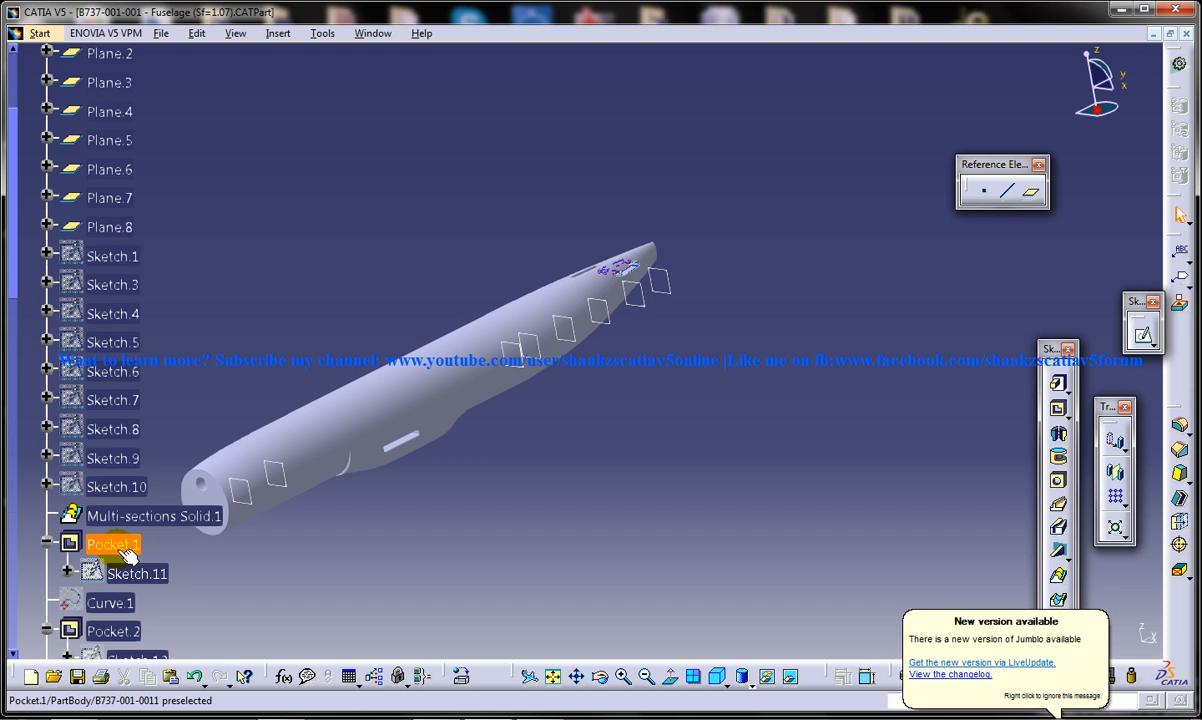 CATIA V5 - [B737-001-001 - Fuselage (Sf=1.07).CATPart]
Start ENOVIA V5 VPM File Edit View Insert Tools Window Help
Plane.2
Plane.3
Plane.4
Plane.5
Plane.6
Plane.7
Plane.8
Sketch.1
Sketch.3
Sketch.4
Sketch.5
Sketch.6
Sketch.7
Sketch.8
Sketch.9
Sketch.10
Multi-sections Solid.1
Pocket.1
Sketch.11
Curve.1
Pocket.2
z
y
x
Reference Ele...
Sk...
ABC
Sk...
Tr...
Want to learn more? Subscribe my channel: www.youtube.com/user/shaakzscatiav5online |Like me on fb:www.facebook.com/shaakzscatiav5forum
New version available
There is a new version of Jumblo available
Get the new version via LiveUpdate.
View the changelog.
Right click to ignore this message.
f(x)
Pocket.1/PartBody/B737-001-0011 preselected